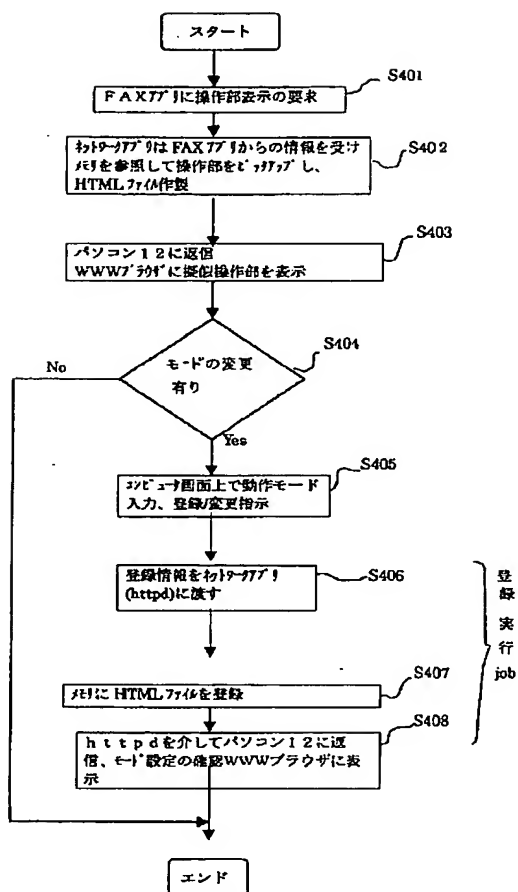 スタート
S401
FAXアプリに操作部表示の要求
S402
ネットワークアプリはFAXアプリからの情報を受け
メモリを参照して操作部をピックアップし、
HTMLファイル作製
S403
パソコン12に返信
WWWブラウザに擬似操作部を表示
S404
モードの変更
有り
No
Yes
S405
コンピュータ画面上で動作モード
入力、登録/変更指示
S406
登録情報をネットワークアプリ
(httpd)に渡す
登録実行job
S407
メモリにHTMLファイルを登録
S408
httpdを介してパソコン12に返
信、モード設定の確認WWWブラウザに表
示
エンド